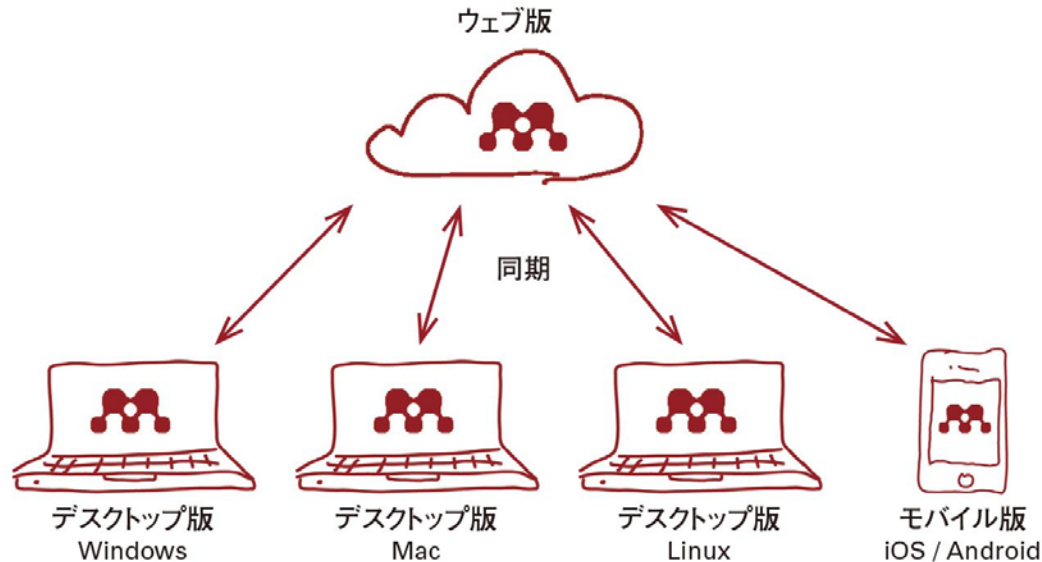 ウェブ版
同期
デスクトップ版
Windows
デスクトップ版
Mac
デスクトップ版
Linux
モバイル版
iOS / Android